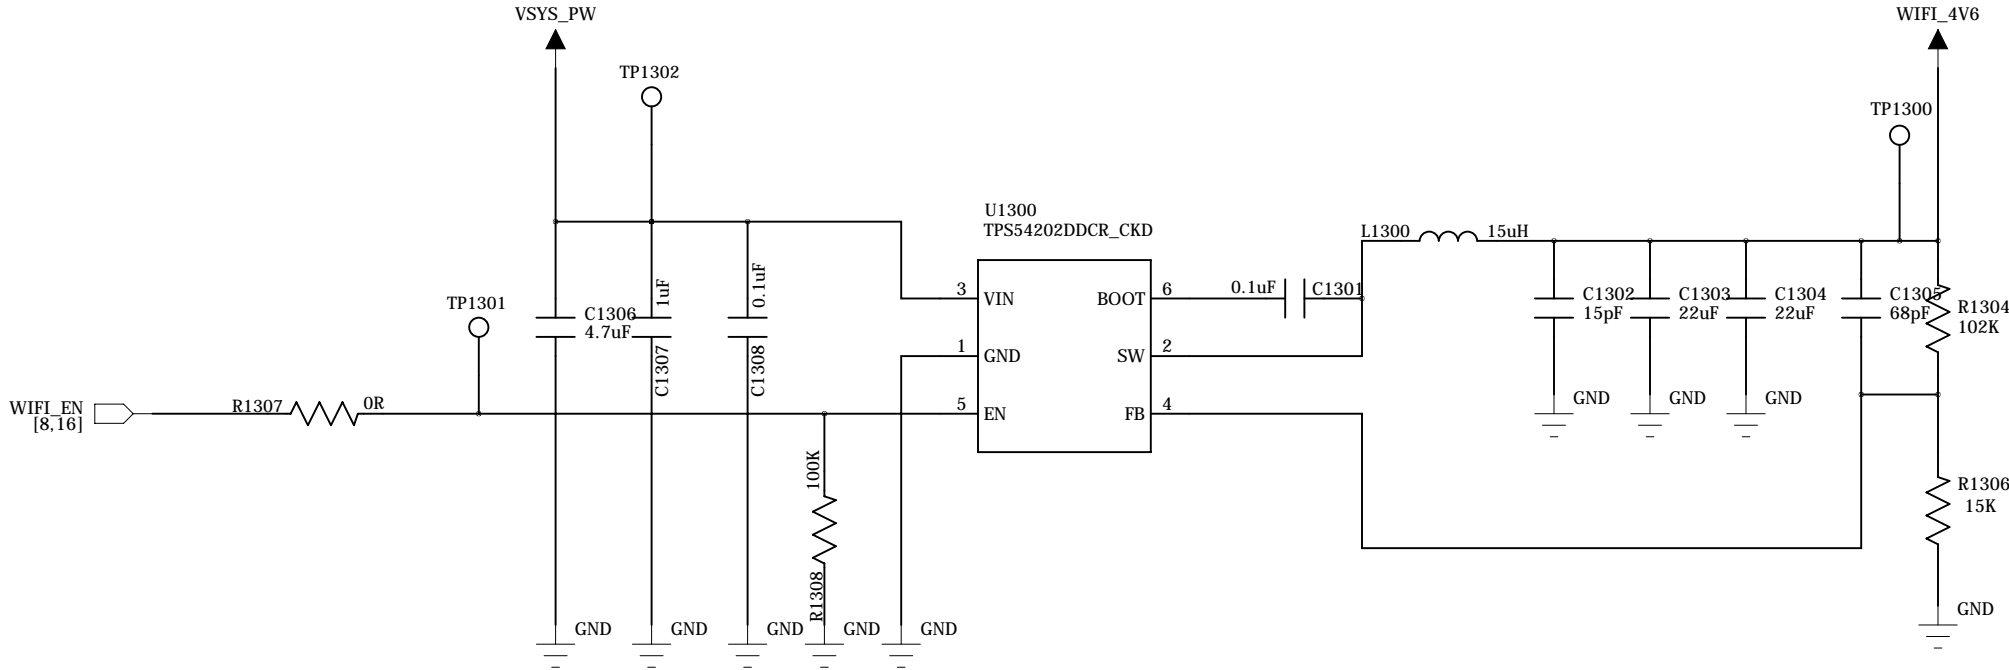 VSYS_PW
WIFI_4V6
TP1302
TP1300
U1300
TPS54202DDCR_CKD
L1300
15uH
TP1301
1uF
0.1uF
C1306
4.7uF
C1307
C1308
3
VIN
BOOT
6
0.1uF
C1301
1
GND
SW
2
5
EN
FB
4
C1302
15pF
C1303
22uF
C1304
22uF
C1305
68pF
R1304
102K
GND
GND
GND
WIFI_EN
[8,16]
R1307
0R
100K
R1308
R1306
15K
GND
GND
GND
GND
GND
GND